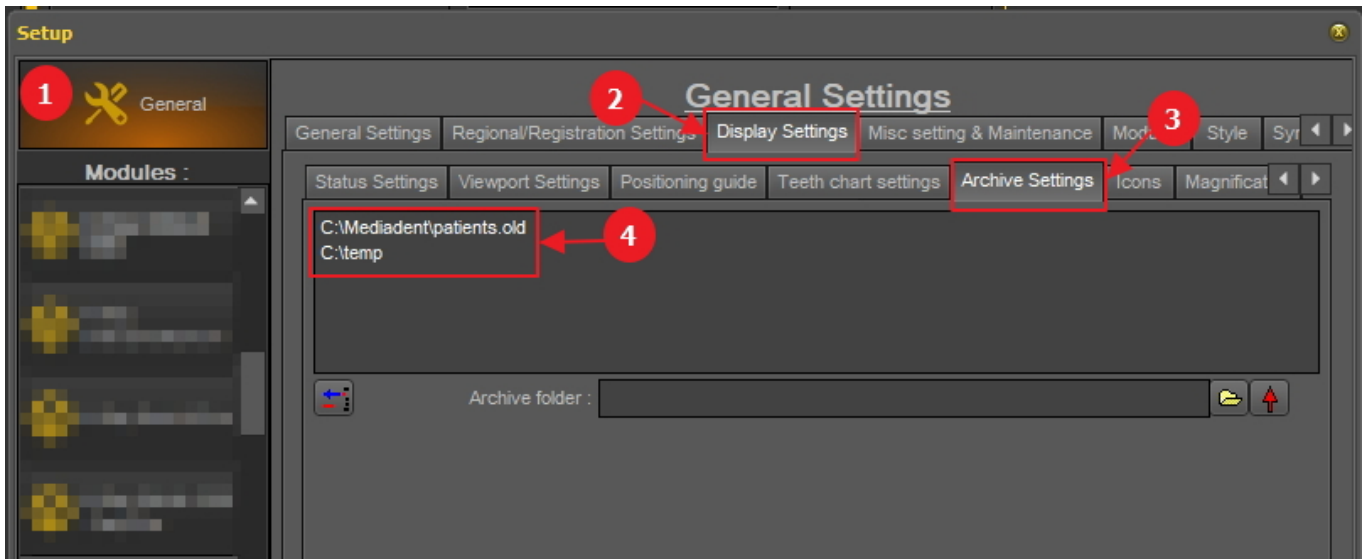 Setup
1
General
General Settings
2
3
General Settings
Regional/Registration Settings
Display Settings
Misc setting & Maintenance
Style
Modules :
Status Settings
Viewport Settings
Positioning guide
Teeth chart settings
Archive Settings
Icons
C:\Mediadent\patients.old
C:\temp
4
Archive folder :